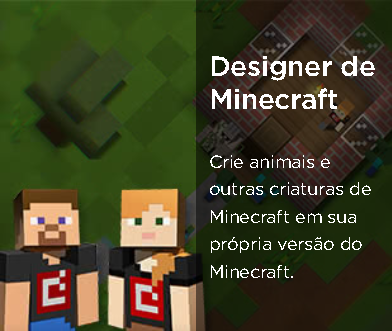 Designer de
Minecraft
Crie animais e
outras criaturas de
Minecraft em sua
própria versão do
Minecraft.